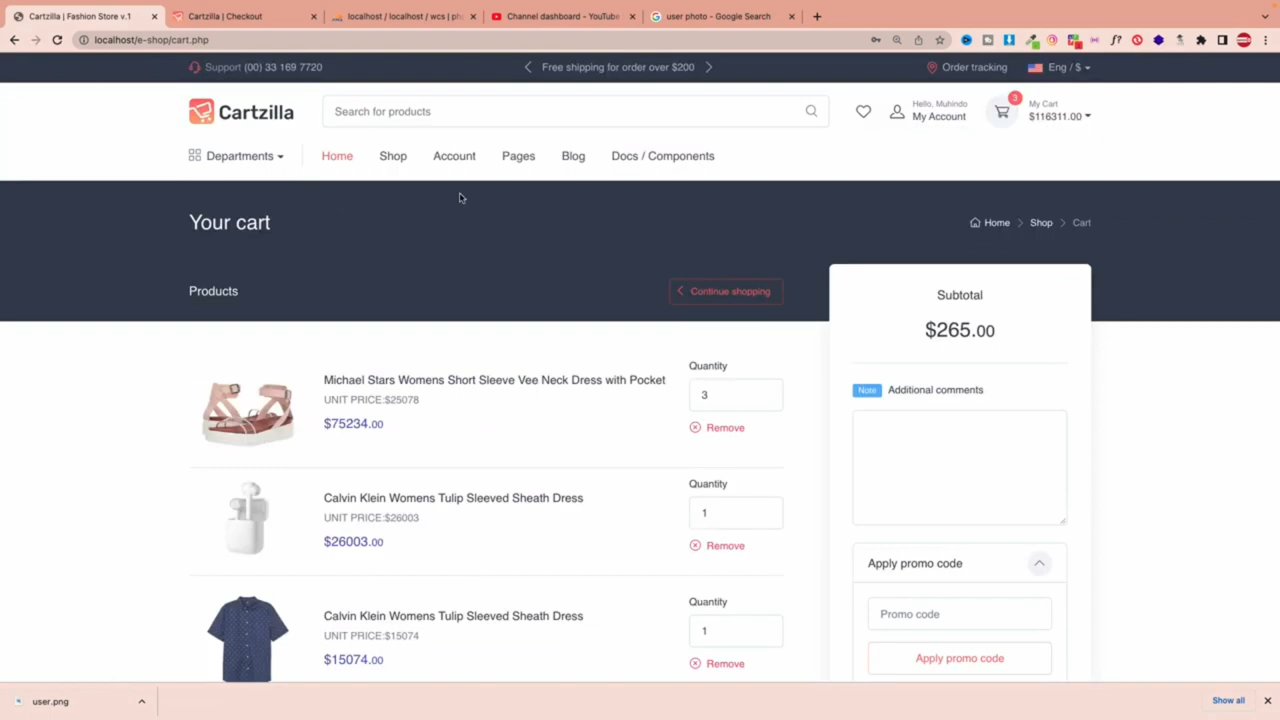 Cartzilla | Fashion Store v.1
Cartzilla | Checkout
localhost / localhost / wcs | ph
Channel dashboard - YouTube
user photo - Google Search
localhost/e-shop/cart.php
Support (00) 33 169 7720
Free shipping for order over $200
Order tracking
Eng / $
Cartzilla
Search for products
Hello, Muhindo
My Account
3
My Cart
$116311.00
Departments
Home
Shop
Account
Pages
Blog
Docs / Components
Your cart
Home
Shop
Cart
Products
Continue shopping
Subtotal
$265.00
Michael Stars Womens Short Sleeve Vee Neck Dress with Pocket
UNIT PRICE:$25078
$75234.00
Quantity
3
Remove
Calvin Klein Womens Tulip Sleeved Sheath Dress
UNIT PRICE:$26003
$26003.00
Quantity
1
Remove
Calvin Klein Womens Tulip Sleeved Sheath Dress
UNIT PRICE:$15074
$15074.00
Quantity
1
Remove
Note Additional comments
Apply promo code
Promo code
Apply promo code
user.png
Show all